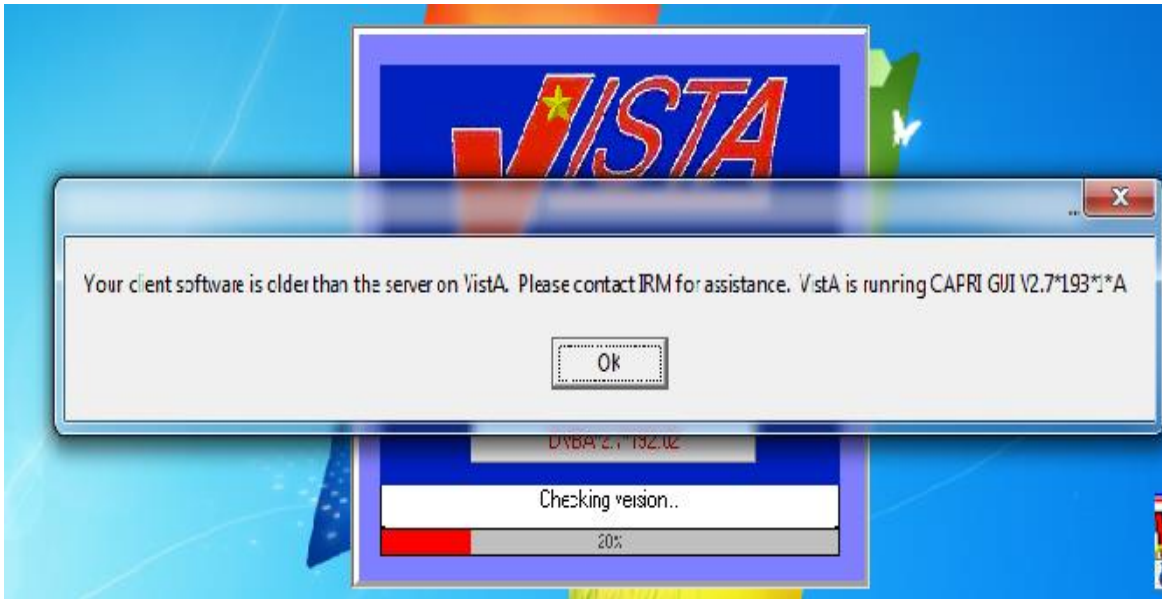 VISTA
x
Your client software is older than the server on VistA. Please contact IRM for assistance. VistA is running CAPRI GUI V2.7*193*1*A
OK
DVBA*2.7*192.02
Checking version..
20%